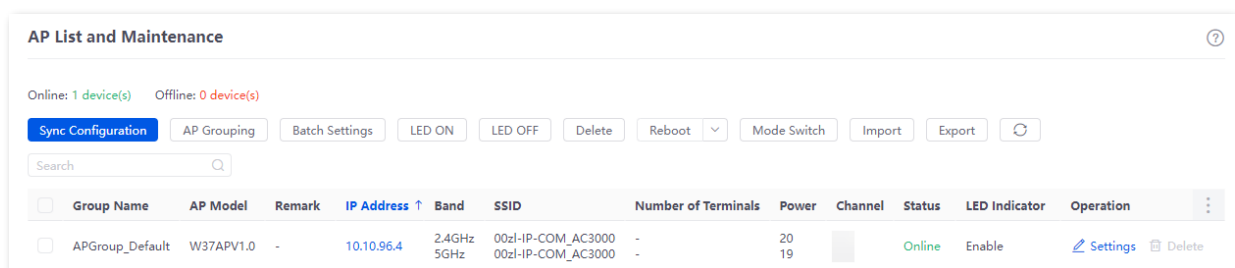 AP List and Maintenance
Online: 1 device(s) Offline: 0 device(s)
Sync Configuration AP Grouping Batch Settings LED ON LED OFF Delete Reboot Mode Switch Import Export
Search
Group Name AP Model Remark IP Address ↑ Band SSID Number of Terminals Power Channel Status LED Indicator Operation
APGroup_Default W37APV1.0 - 10.10.96.4 2.4GHz 00zl-IP-COM_AC3000 - 20 Online Enable Settings Delete
5GHz 00zl-IP-COM_AC3000 - 19